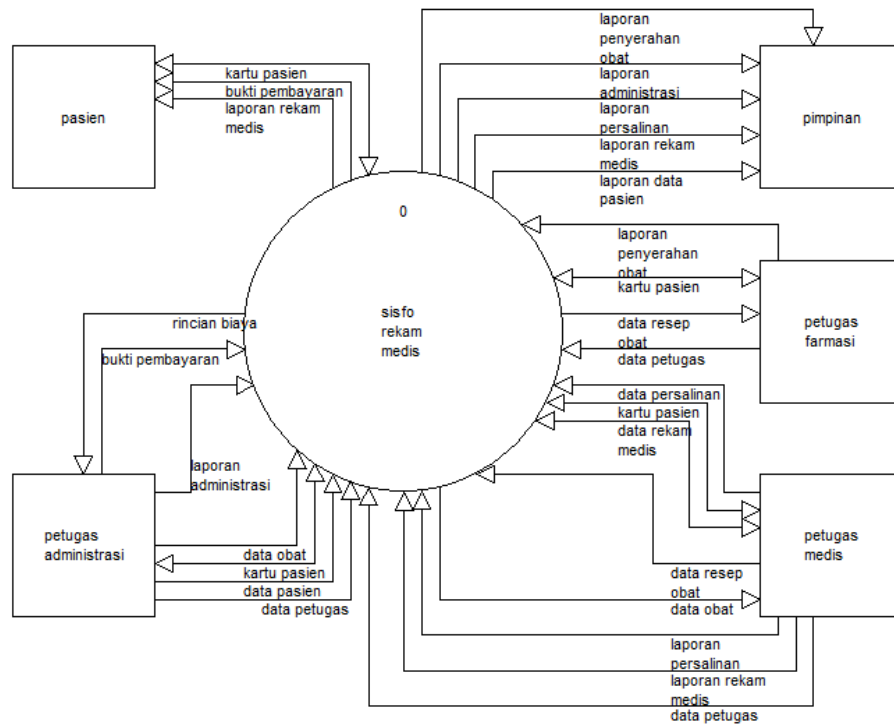 laporan
penyerahan
obat
laporan
administrasi
laporan
persalinan
laporan rekam
medis
laporan data
pasien
kartu pasien
bukti pembayaran
laporan rekam
medis
pasien
pimpinan
0
sisfo
rekam
medis
laporan
penyerahan
obat
kartu pasien
data resep
obat
data petugas
petugas
farmasi
rincian biaya
bukti pembayaran
laporan
administrasi
petugas
administrasi
data obat
kartu pasien
data pasien
data petugas
data persalinan
kartu pasien
data rekam
medis
petugas
medis
data resep
obat
data obat
laporan
persalinan
laporan rekam
medis
data petugas